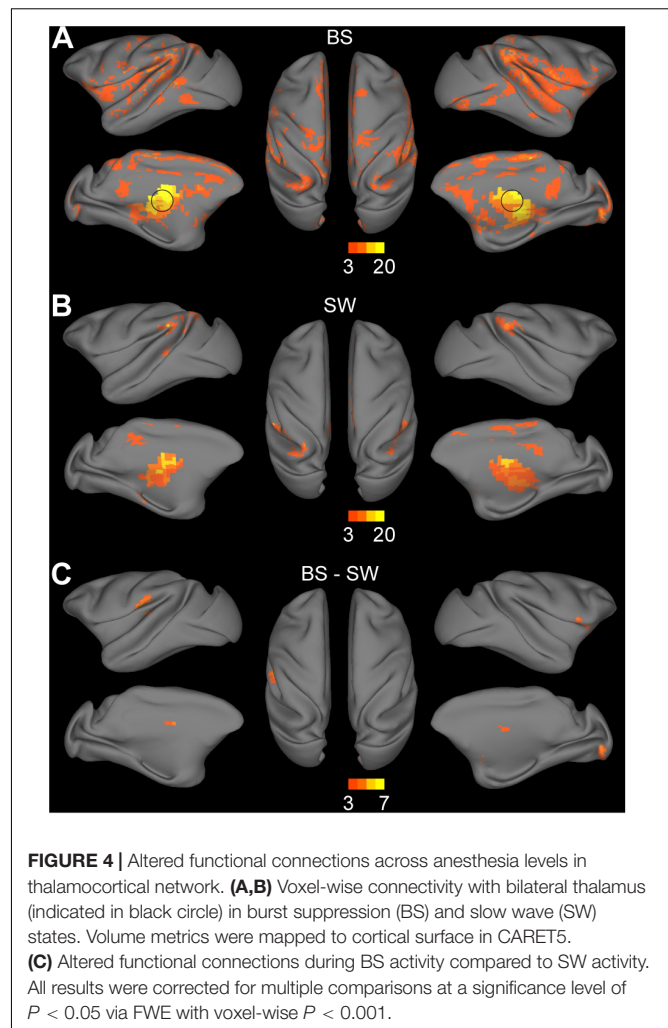 A
BS
3 20
B
SW
3 20
C
BS - SW
3 7
FIGURE 4 | Altered functional connections across anesthesia levels in
thalamocortical network. (A,B) Voxel-wise connectivity with bilateral thalamus
(indicated in black circle) in burst suppression (BS) and slow wave (SW)
states. Volume metrics were mapped to cortical surface in CARET5.
(C) Altered functional connections during BS activity compared to SW activity.
All results were corrected for multiple comparisons at a significance level of
P < 0.05 via FWE with voxel-wise P < 0.001.